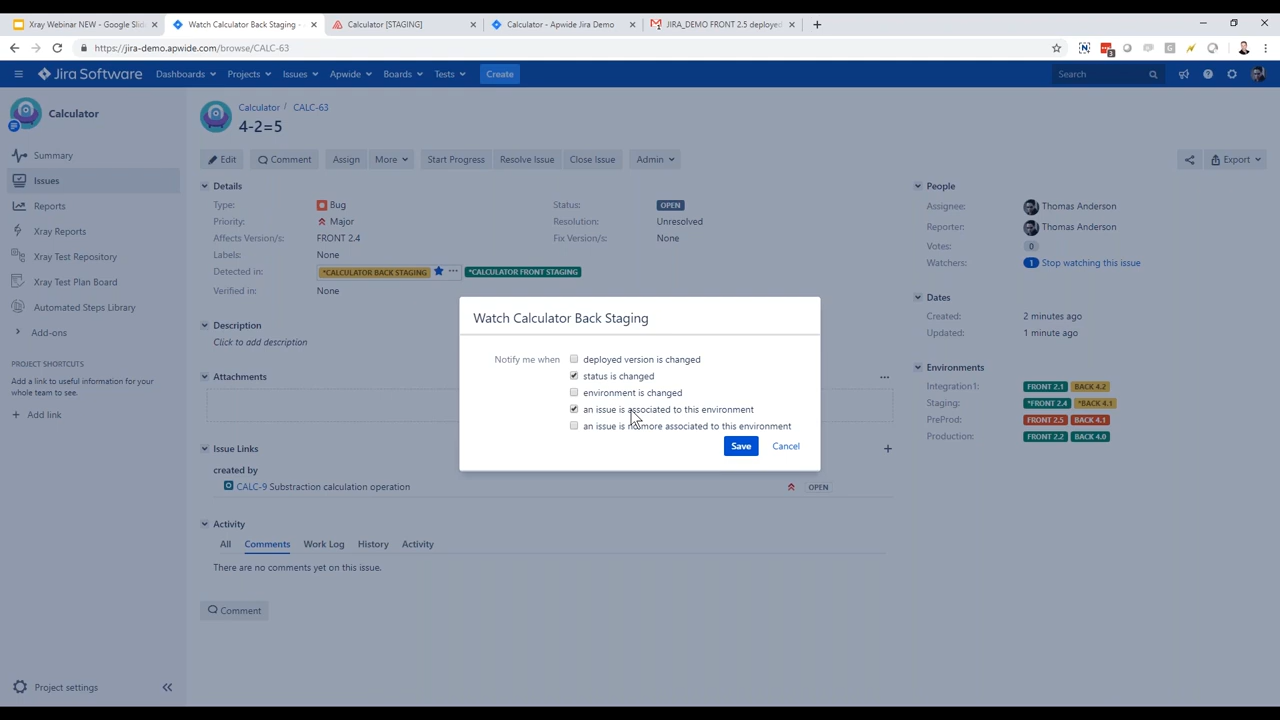 Xray Webinar NEW - Google Slid
Watch Calculator Back Staging -
Calculator [STAGING]
Calculator - Apwide Jira Demo
JIRA_DEMO FRONT 2.5 deployed
https://jira-demo.apwide.com/browse/CALC-63
3
Jira Software
Dashboards
Projects
Issues
Apwide
Boards
Tests
Create
Search
Calculator
Calculator / CALC-63
4-2=5
Edit
Comment
Assign
More
Start Progress
Resolve Issue
Close Issue
Admin
Export
Summary
Issues
Reports
Xray Reports
Xray Test Repository
Xray Test Plan Board
Automated Steps Library
Add-ons
PROJECT SHORTCUTS
Add a link to useful information for your
whole team to see.
Add link
Project settings
Details
Type: Bug
Status: OPEN
Priority: Major
Resolution: Unresolved
Affects Version/s: FRONT 2.4
Fix Version/s: None
Labels: None
Detected in: *CALCULATOR BACK STAGING *CALCULATOR FRONT STAGING
Verified in: None
Description
Click to add description
Attachments
Issue Links
created by
CALC-9 Substraction calculation operation
OPEN
Activity
All Comments Work Log History Activity
There are no comments yet on this issue.
Comment
Watch Calculator Back Staging
Notify me when
deployed version is changed
status is changed
environment is changed
an issue is associated to this environment
an issue is no more associated to this environment
Save
Cancel
People
Assignee: Thomas Anderson
Reporter: Thomas Anderson
Votes: 0
Watchers: 1 Stop watching this issue
Dates
Created: 2 minutes ago
Updated: 1 minute ago
Environments
Integration1: FRONT 2.1 BACK 4.2
Staging: *FRONT 2.4 *BACK 4.1
PreProd: FRONT 2.5 BACK 4.1
Production: FRONT 2.2 BACK 4.0